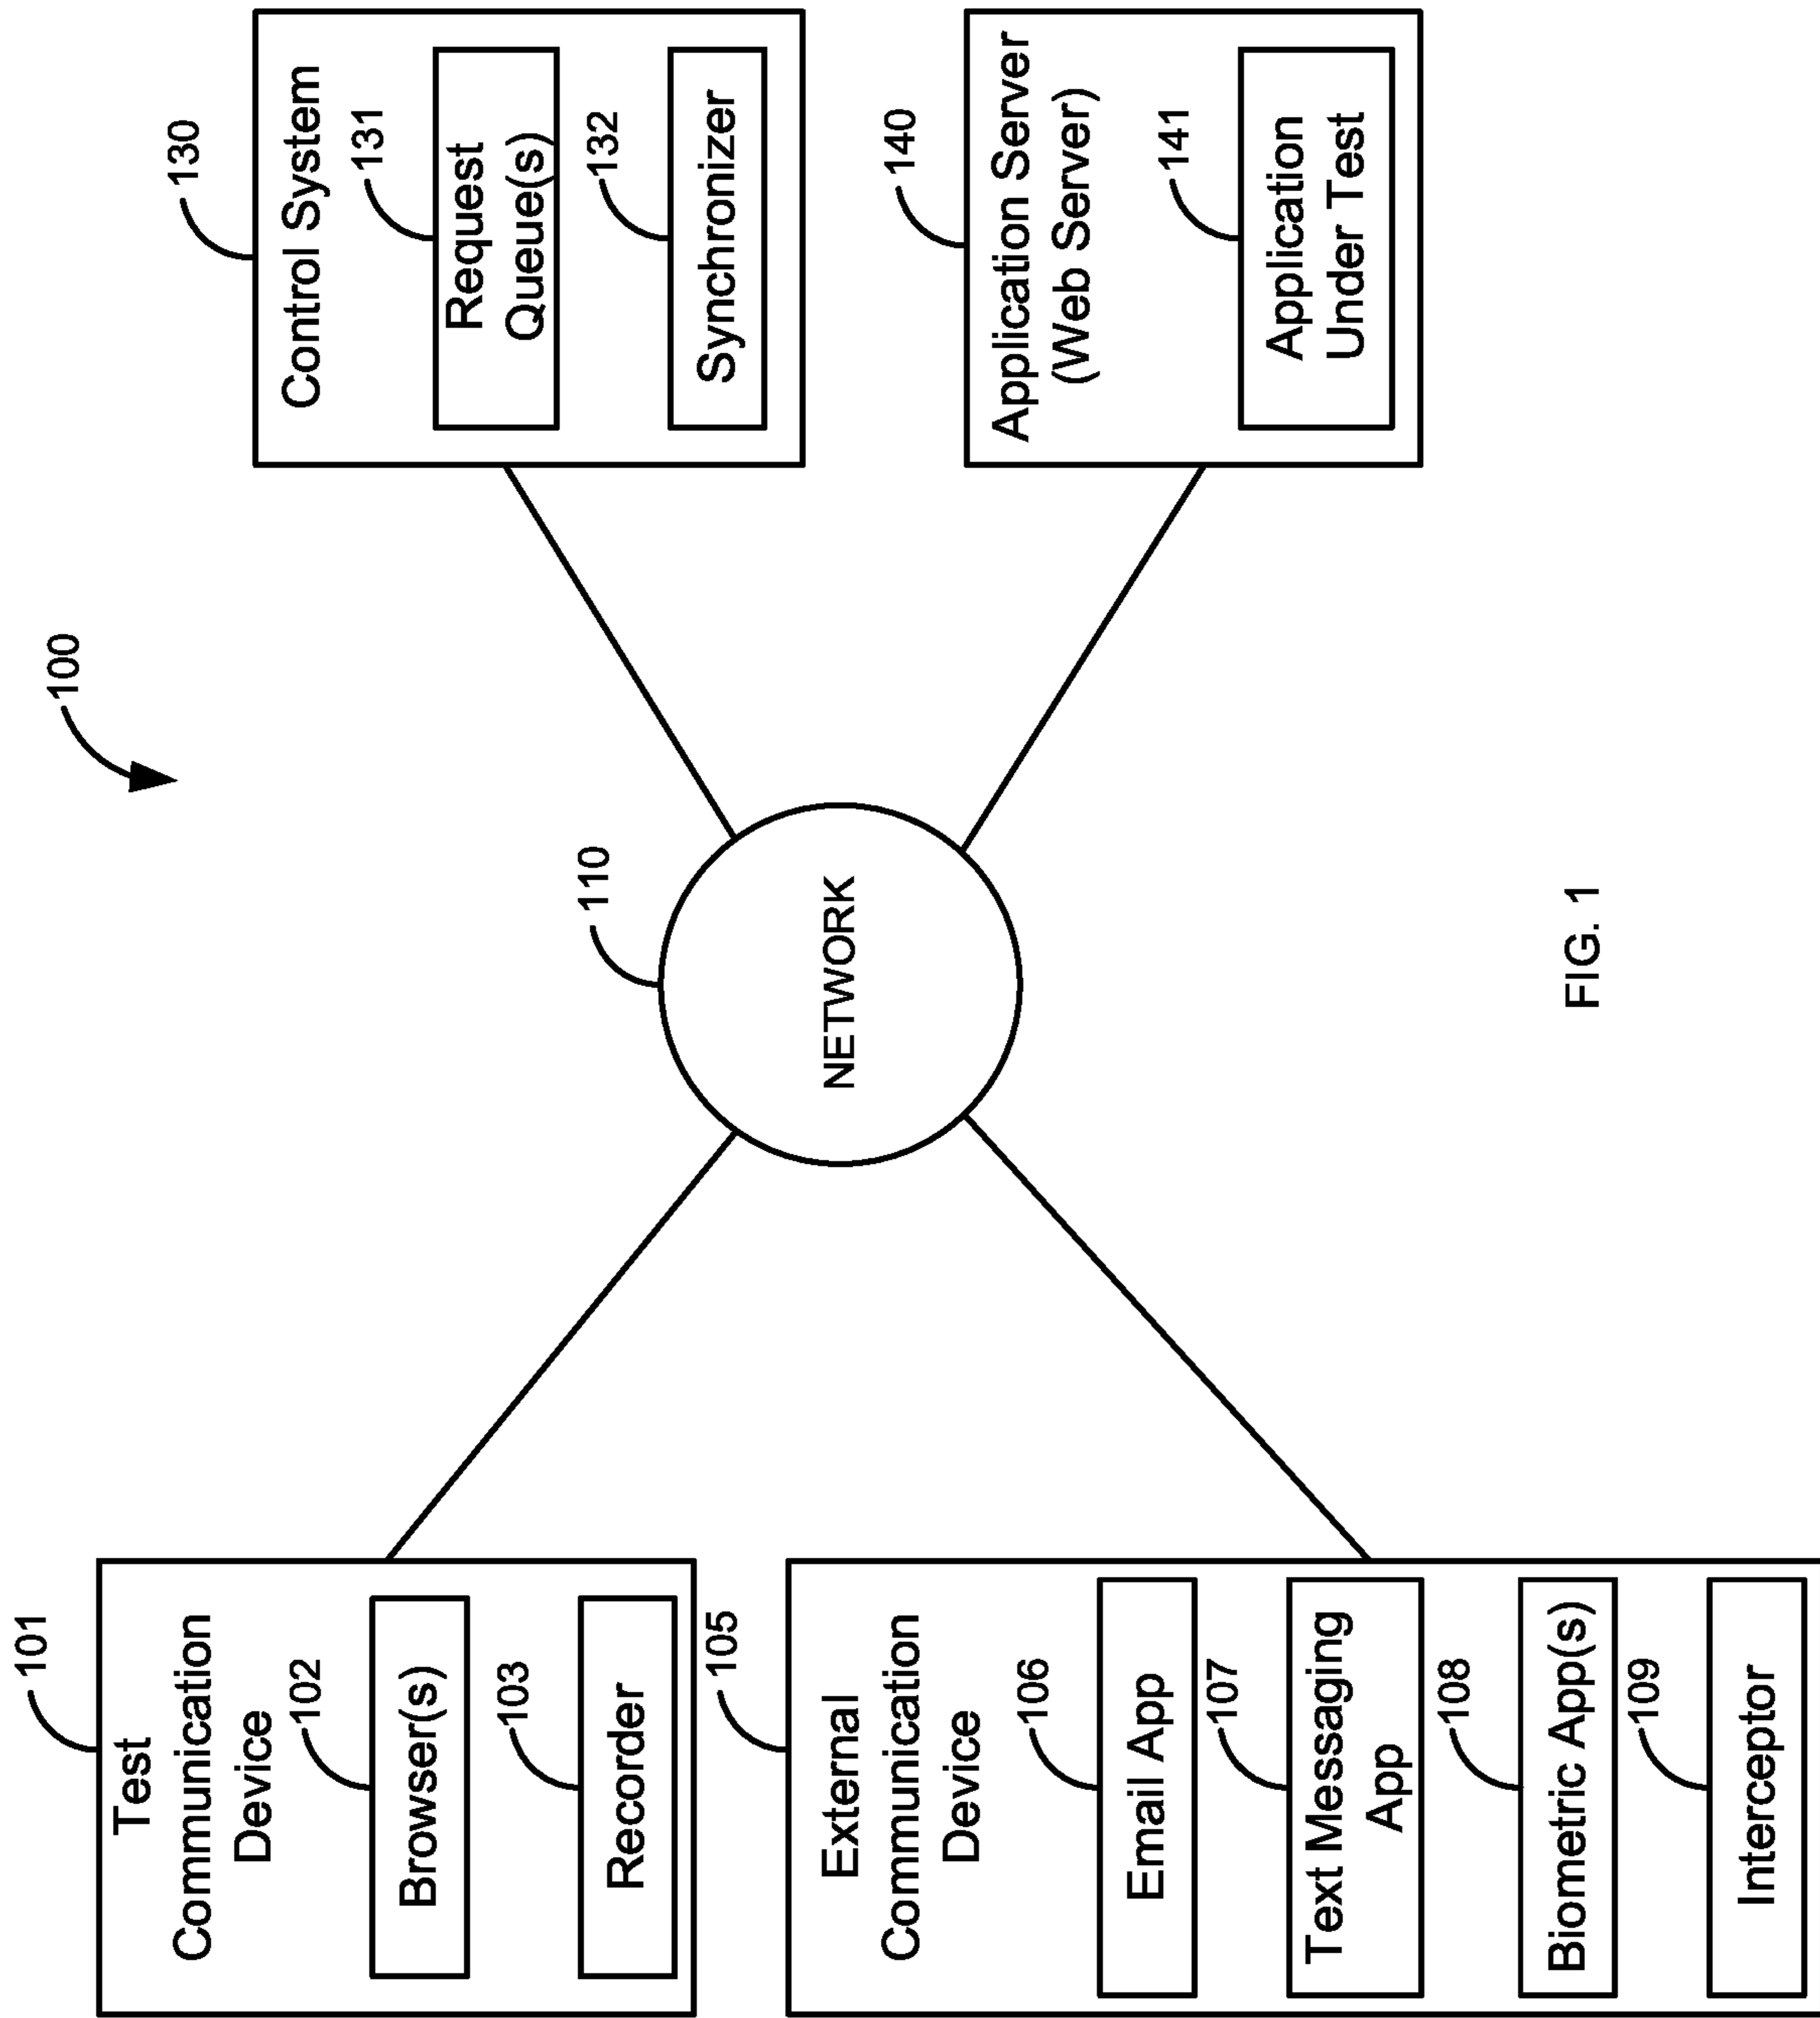 100
101
Test
Communication
Device
102
Browser(s)
103
Recorder
105
External
Communication
Device
106
Email App
107
Text Messaging
App
108
Biometric App(s)
109
Interceptor
110
NETWORK
130
Control System
131
Request
Queue(s)
132
Synchronizer
140
Application Server
(Web Server)
141
Application
Under Test
FIG. 1